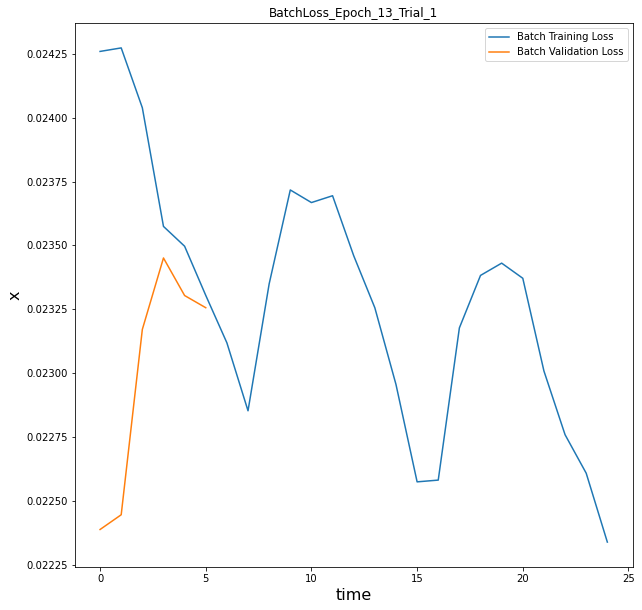 BatchLoss_Epoch_13_Trial_1
Batch Training Loss
Batch Validation Loss
0.02425
0.02400
0.02375
0.02350
0.02325
0.02300
0.02275
0.02250
0.02225
x
0 5 10 15 20 25
time